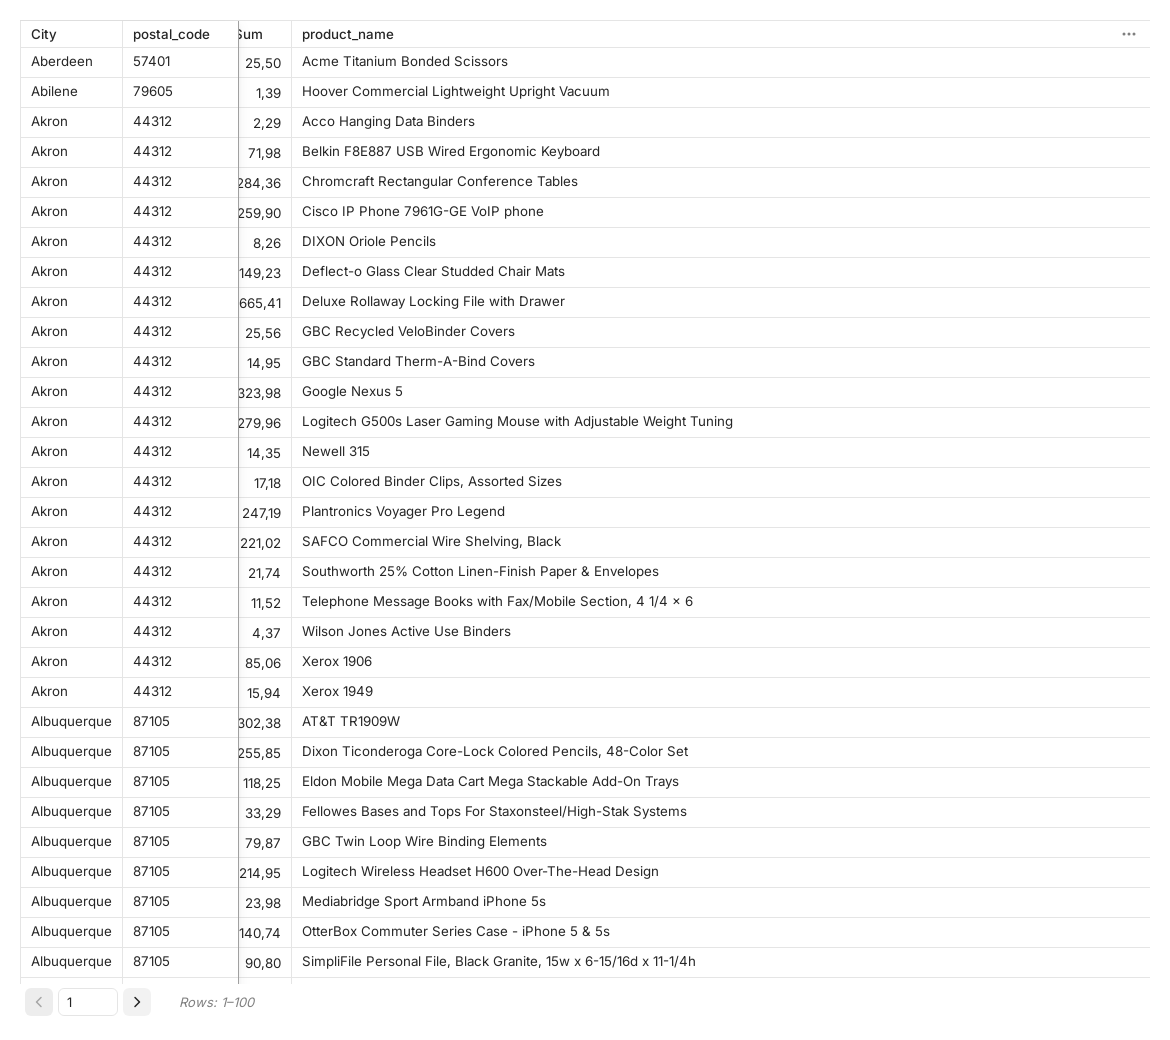 City postal_code Sum product_name
Aberdeen 57401 25,50 Acme Titanium Bonded Scissors
Abilene 79605 1,39 Hoover Commercial Lightweight Upright Vacuum
Akron 44312 2,29 Acco Hanging Data Binders
Akron 44312 71,98 Belkin F8E887 USB Wired Ergonomic Keyboard
Akron 44312 284,36 Chromcraft Rectangular Conference Tables
Akron 44312 259,90 Cisco IP Phone 7961G-GE VoIP phone
Akron 44312 8,26 DIXON Oriole Pencils
Akron 44312 149,23 Deflect-o Glass Clear Studded Chair Mats
Akron 44312 665,41 Deluxe Rollaway Locking File with Drawer
Akron 44312 25,56 GBC Recycled VeloBinder Covers
Akron 44312 14,95 GBC Standard Therm-A-Bind Covers
Akron 44312 323,98 Google Nexus 5
Akron 44312 279,96 Logitech G500s Laser Gaming Mouse with Adjustable Weight Tuning
Akron 44312 14,35 Newell 315
Akron 44312 17,18 OIC Colored Binder Clips, Assorted Sizes
Akron 44312 247,19 Plantronics Voyager Pro Legend
Akron 44312 221,02 SAFCO Commercial Wire Shelving, Black
Akron 44312 21,74 Southworth 25% Cotton Linen-Finish Paper & Envelopes
Akron 44312 11,52 Telephone Message Books with Fax/Mobile Section, 4 1/4 × 6
Akron 44312 4,37 Wilson Jones Active Use Binders
Akron 44312 85,06 Xerox 1906
Akron 44312 15,94 Xerox 1949
Albuquerque 87105 302,38 AT&T TR1909W
Albuquerque 87105 255,85 Dixon Ticonderoga Core-Lock Colored Pencils, 48-Color Set
Albuquerque 87105 118,25 Eldon Mobile Mega Data Cart Mega Stackable Add-On Trays
Albuquerque 87105 33,29 Fellowes Bases and Tops For Staxonsteel/High-Stak Systems
Albuquerque 87105 79,87 GBC Twin Loop Wire Binding Elements
Albuquerque 87105 214,95 Logitech Wireless Headset H600 Over-The-Head Design
Albuquerque 87105 23,98 Mediabridge Sport Armband iPhone 5s
Albuquerque 87105 140,74 OtterBox Commuter Series Case - iPhone 5 & 5s
Albuquerque 87105 90,80 SimpliFile Personal File, Black Granite, 15w x 6-15/16d x 11-1/4h
1 Rows: 1–100